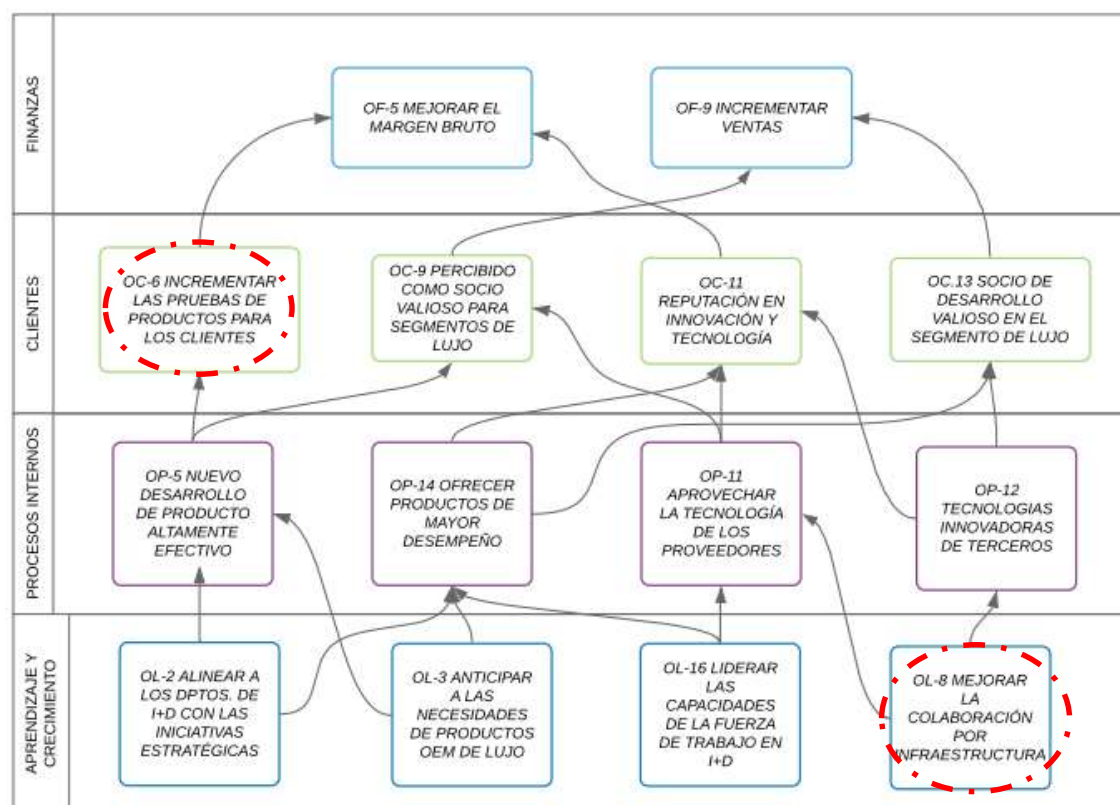 FINANZAS
OF-5 MEJORAR EL
MARGEN BRUTO
OF-9 INCREMENTAR
VENTAS
CLIENTES
OC-6 INCREMENTAR
LAS PRUEBAS DE
PRODUCTOS PARA
LOS CLIENTES
OC-9 PERCIBIDO
COMO SOCIO
VALIOSO PARA
SEGMENTOS DE
LUJO
OC-11
REPUTACIÓN EN
INNOVACIÓN Y
TECNOLOGÍA
OC.13 SOCIO DE
DESARROLLO
VALIOSO EN EL
SEGMENTO DE LUJO
PROCESOS INTERNOS
OP-5 NUEVO
DESARROLLO
DE PRODUCTO
ALTAMENTE
EFECTIVO
OP-14 OFRECER
PRODUCTOS DE
MAYOR
DESEMPEÑO
OP-11
APROVECHAR
LA TECNOLOGÍA
DE LOS
PROVEEDORES
OP-12
TECNOLOGIAS
INNOVADORAS
DE TERCEROS
APRENDIZAJE Y
CRECIMIENTO
OL-2 ALINEAR A
LOS DPTOS. DE
I+D CON LAS
INICIATIVAS
ESTRATÉGICAS
OL-3 ANTICIPAR
A LAS
NECESIDADES
DE PRODUCTOS
OEM DE LUJO
OL-16 LIDERAR
LAS
CAPACIDADES
DE LA FUERZA
DE TRABAJO EN
I+D
OL-8 MEJORAR
LA
COLABORACIÓN
POR
INFRAESTRUCTURA